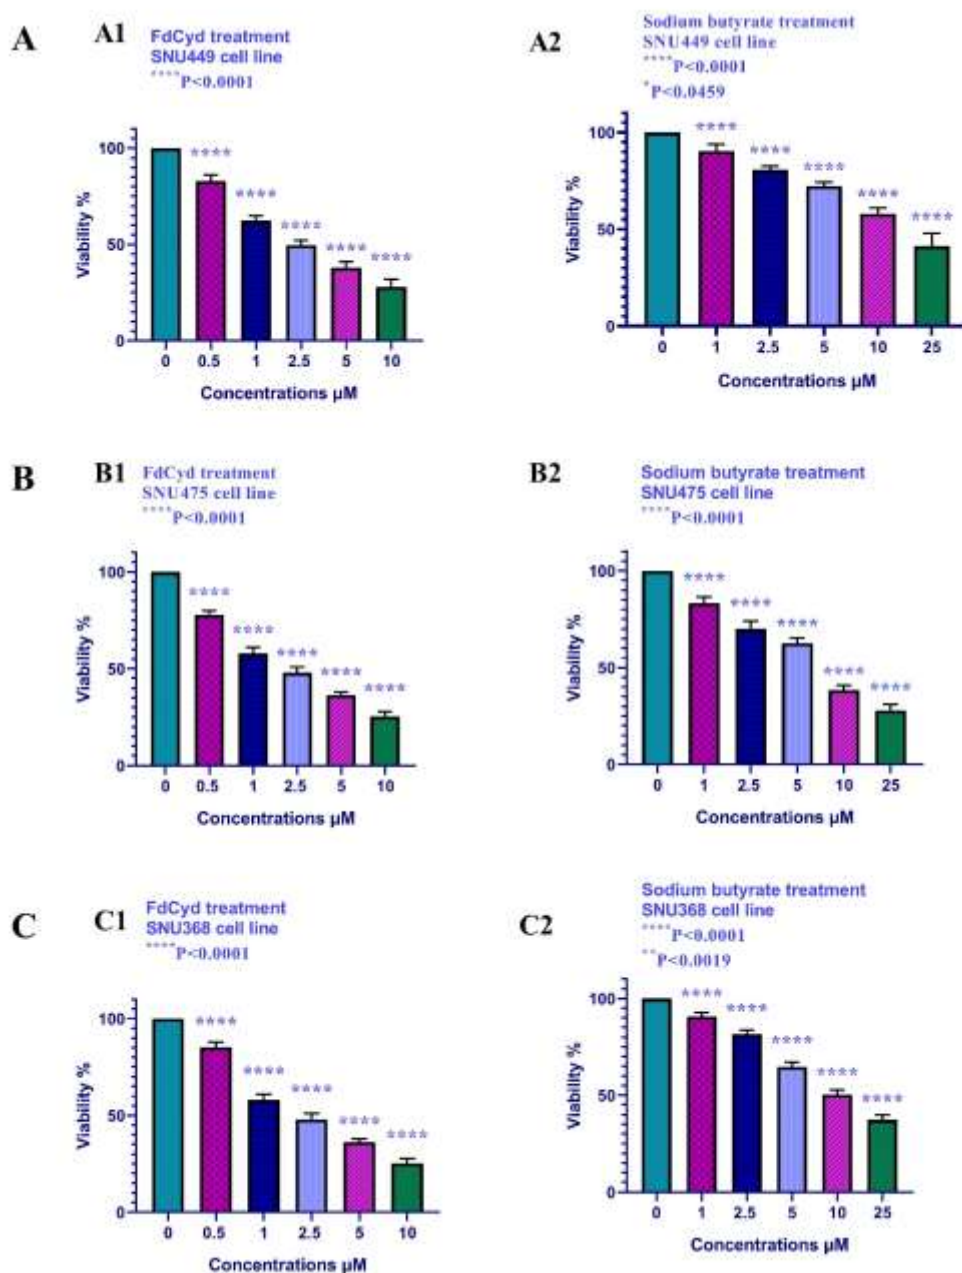 A
A1
FdCyd treatment
SNU449 cell line
****P<0.0001
Viability %
100
50
0
**** **** **** **** ****
0 0.5 1 2.5 5 10
Concentrations µM
A2
Sodium butyrate treatment
SNU449 cell line
****P<0.0001
*P<0.0459
Viability %
100
50
0
**** **** **** **** ****
0 1 2.5 5 10 25
Concentrations µM
B
B1
FdCyd treatment
SNU475 cell line
****P<0.0001
Viability %
100
50
0
**** **** **** **** ****
0 0.5 1 2.5 5 10
Concentrations µM
B2
Sodium butyrate treatment
SNU475 cell line
****P<0.0001
Viability %
100
50
0
**** **** **** **** ****
0 1 2.5 5 10 25
Concentrations µM
C
C1
FdCyd treatment
SNU368 cell line
****P<0.0001
Viability %
100
50
0
**** **** **** **** ****
0 0.5 1 2.5 5 10
Concentrations µM
C2
Sodium butyrate treatment
SNU368 cell line
****P<0.0001
**P<0.0019
Viability %
100
50
0
**** **** **** **** ****
0 1 2.5 5 10 25
Concentrations µM